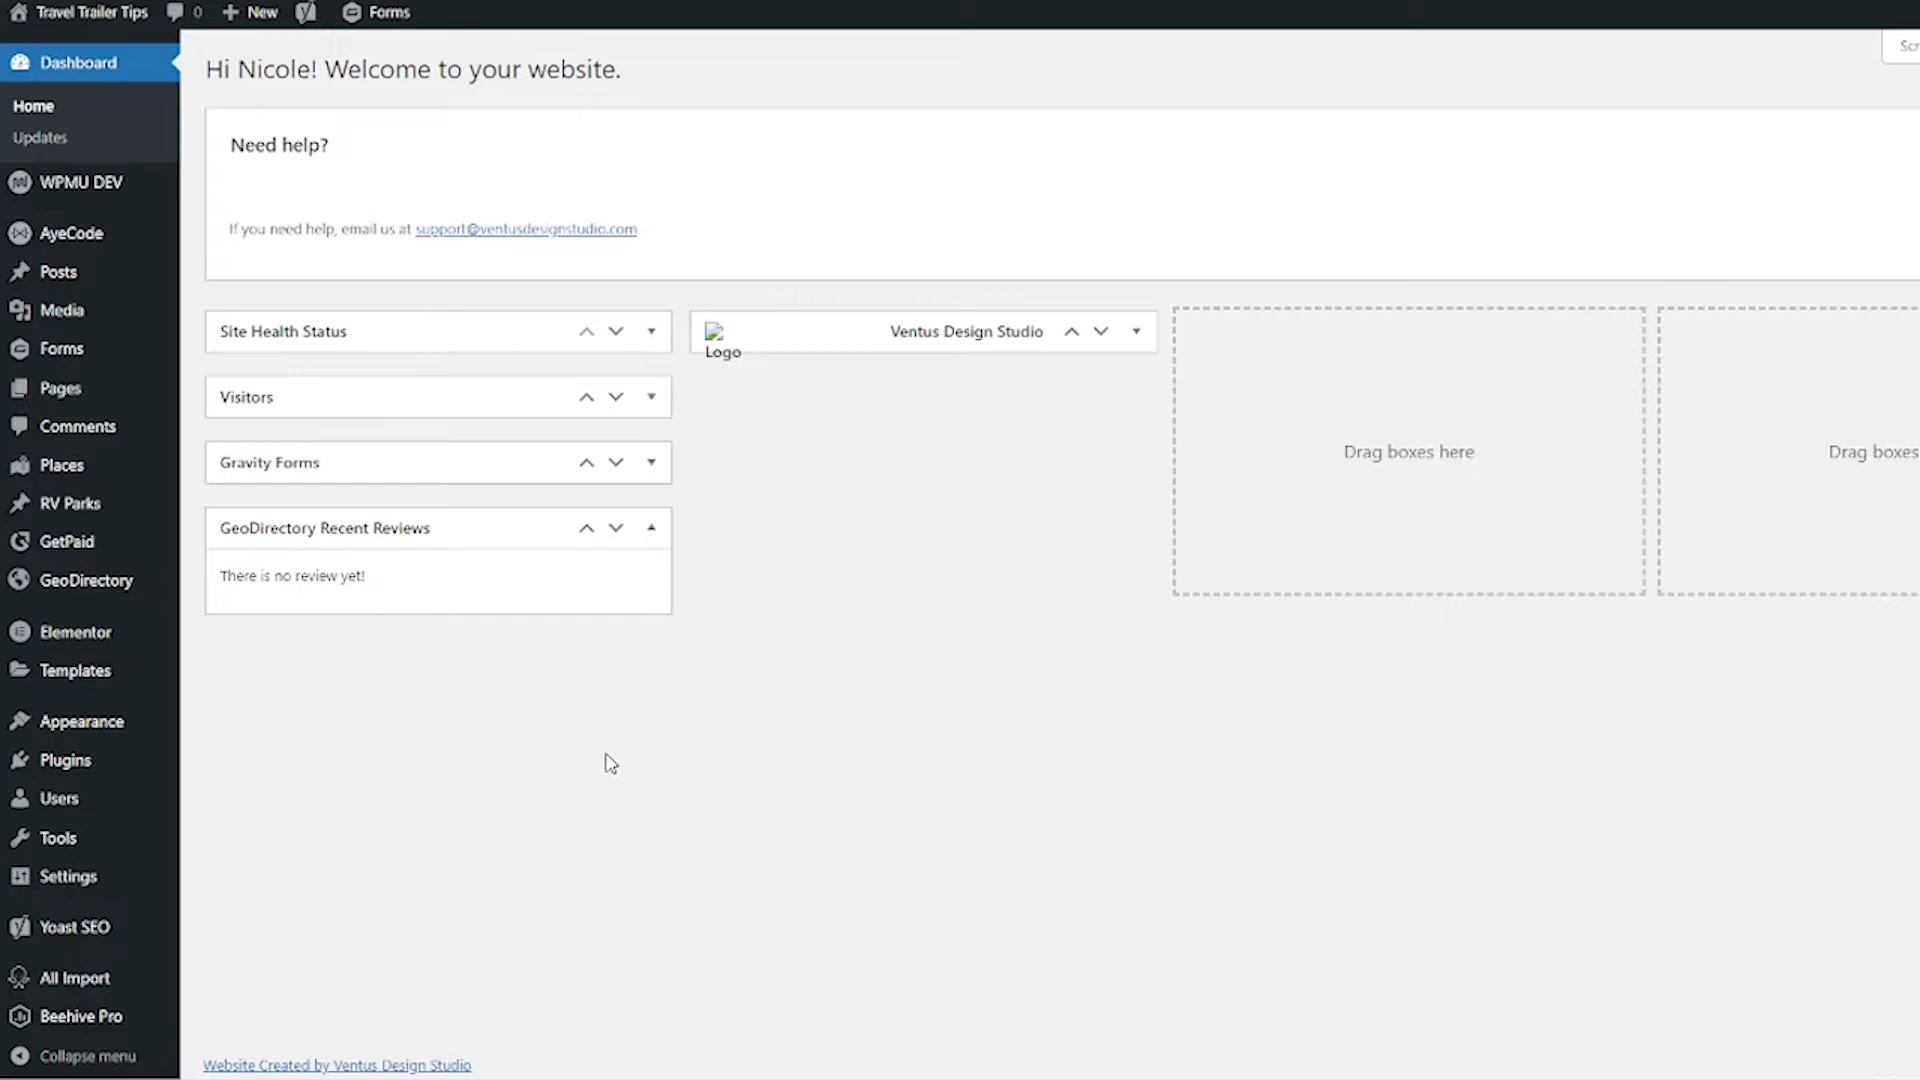 Travel Trailer Tips 0 New Forms
Scr
Dashboard
Home
Updates
WPMU DEV
AyeCode
Posts
Media
Forms
Pages
Comments
Places
RV Parks
GetPaid
GeoDirectory
Elementor
Templates
Appearance
Plugins
Users
Tools
Settings
Yoast SEO
All Import
Beehive Pro
Collapse menu
Hi Nicole! Welcome to your website.
Need help?
If you need help, email us at support@ventusdesignstudio.com
Site Health Status
Visitors
Gravity Forms
GeoDirectory Recent Reviews
There is no review yet!
Logo
Ventus Design Studio
Drag boxes here
Drag boxes
Website Created by Ventus Design Studio